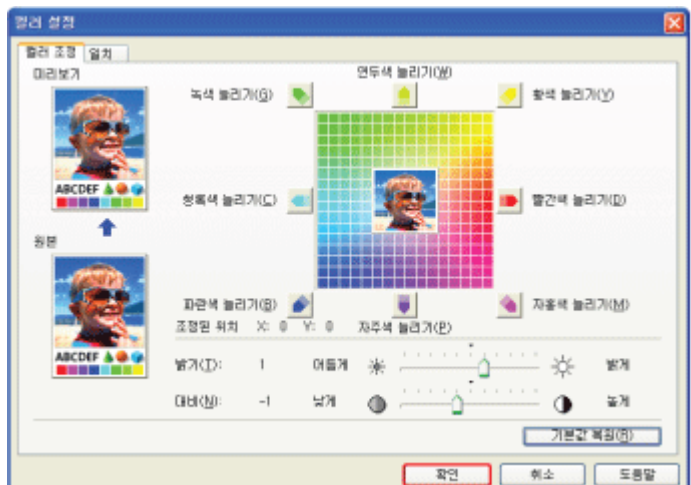 컬러 설정
컬러 조정 일치
미리보기
연두색 늘리기(W)
녹색 늘리기(G)
황색 늘리기(Y)
ABCDEF
청록색 늘리기(C)
빨간색 늘리기(D)
원본
파란색 늘리기(B)
자홍색 늘리기(M)
조정된 위치 X: 0 Y: 0 자주색 늘리기(P)
ABCDEF
밝기(T): 1 어둡게 밝게
대비(N): -1 낮게 높게
기본값 복원(R)
확인 취소 도움말